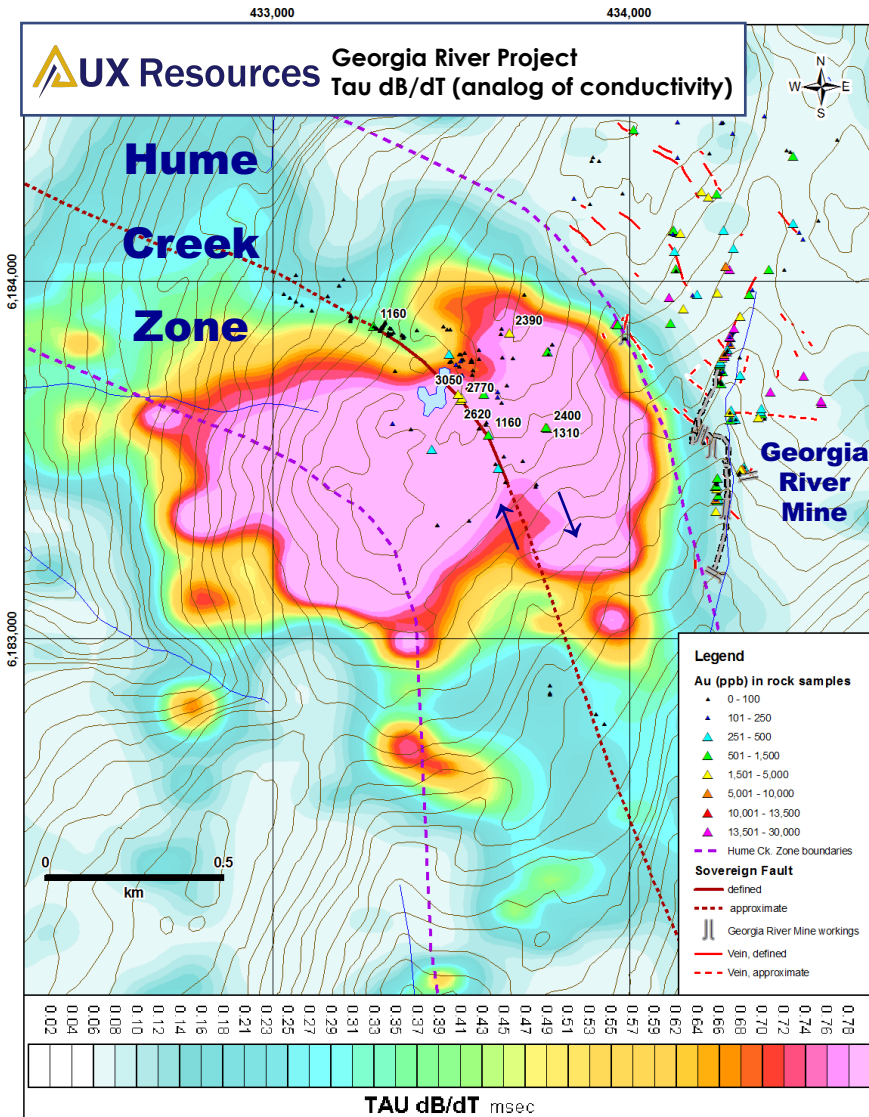 433,000
434,000
AUX Resources
Georgia River Project
Tau dB/dT (analog of conductivity)
N
W E
S
Hume
Creek
Zone
6,184,000
1160
2390
3050
2770
2620
1160
2400
1310
Georgia
River
Mine
6,183,000
0
0.5
km
Legend
Au (ppb) in rock samples
0 - 100
101 - 250
251 - 500
501 - 1,500
1,501 - 5,000
5,001 - 10,000
10,001 - 13,500
13,501 - 30,000
Hume Ck. Zone boundaries
Sovereign Fault
defined
approximate
Georgia River Mine workings
Vein, defined
Vein, approximate
0.02 0.04 0.06 0.08 0.10 0.12 0.14 0.16 0.18 0.21 0.23 0.25 0.27 0.29 0.31 0.33 0.35 0.37 0.39 0.41 0.43 0.45 0.47 0.49 0.51 0.53 0.55 0.57 0.59 0.62 0.64 0.66 0.68 0.70 0.72 0.74 0.76 0.78
TAU dB/dT msec